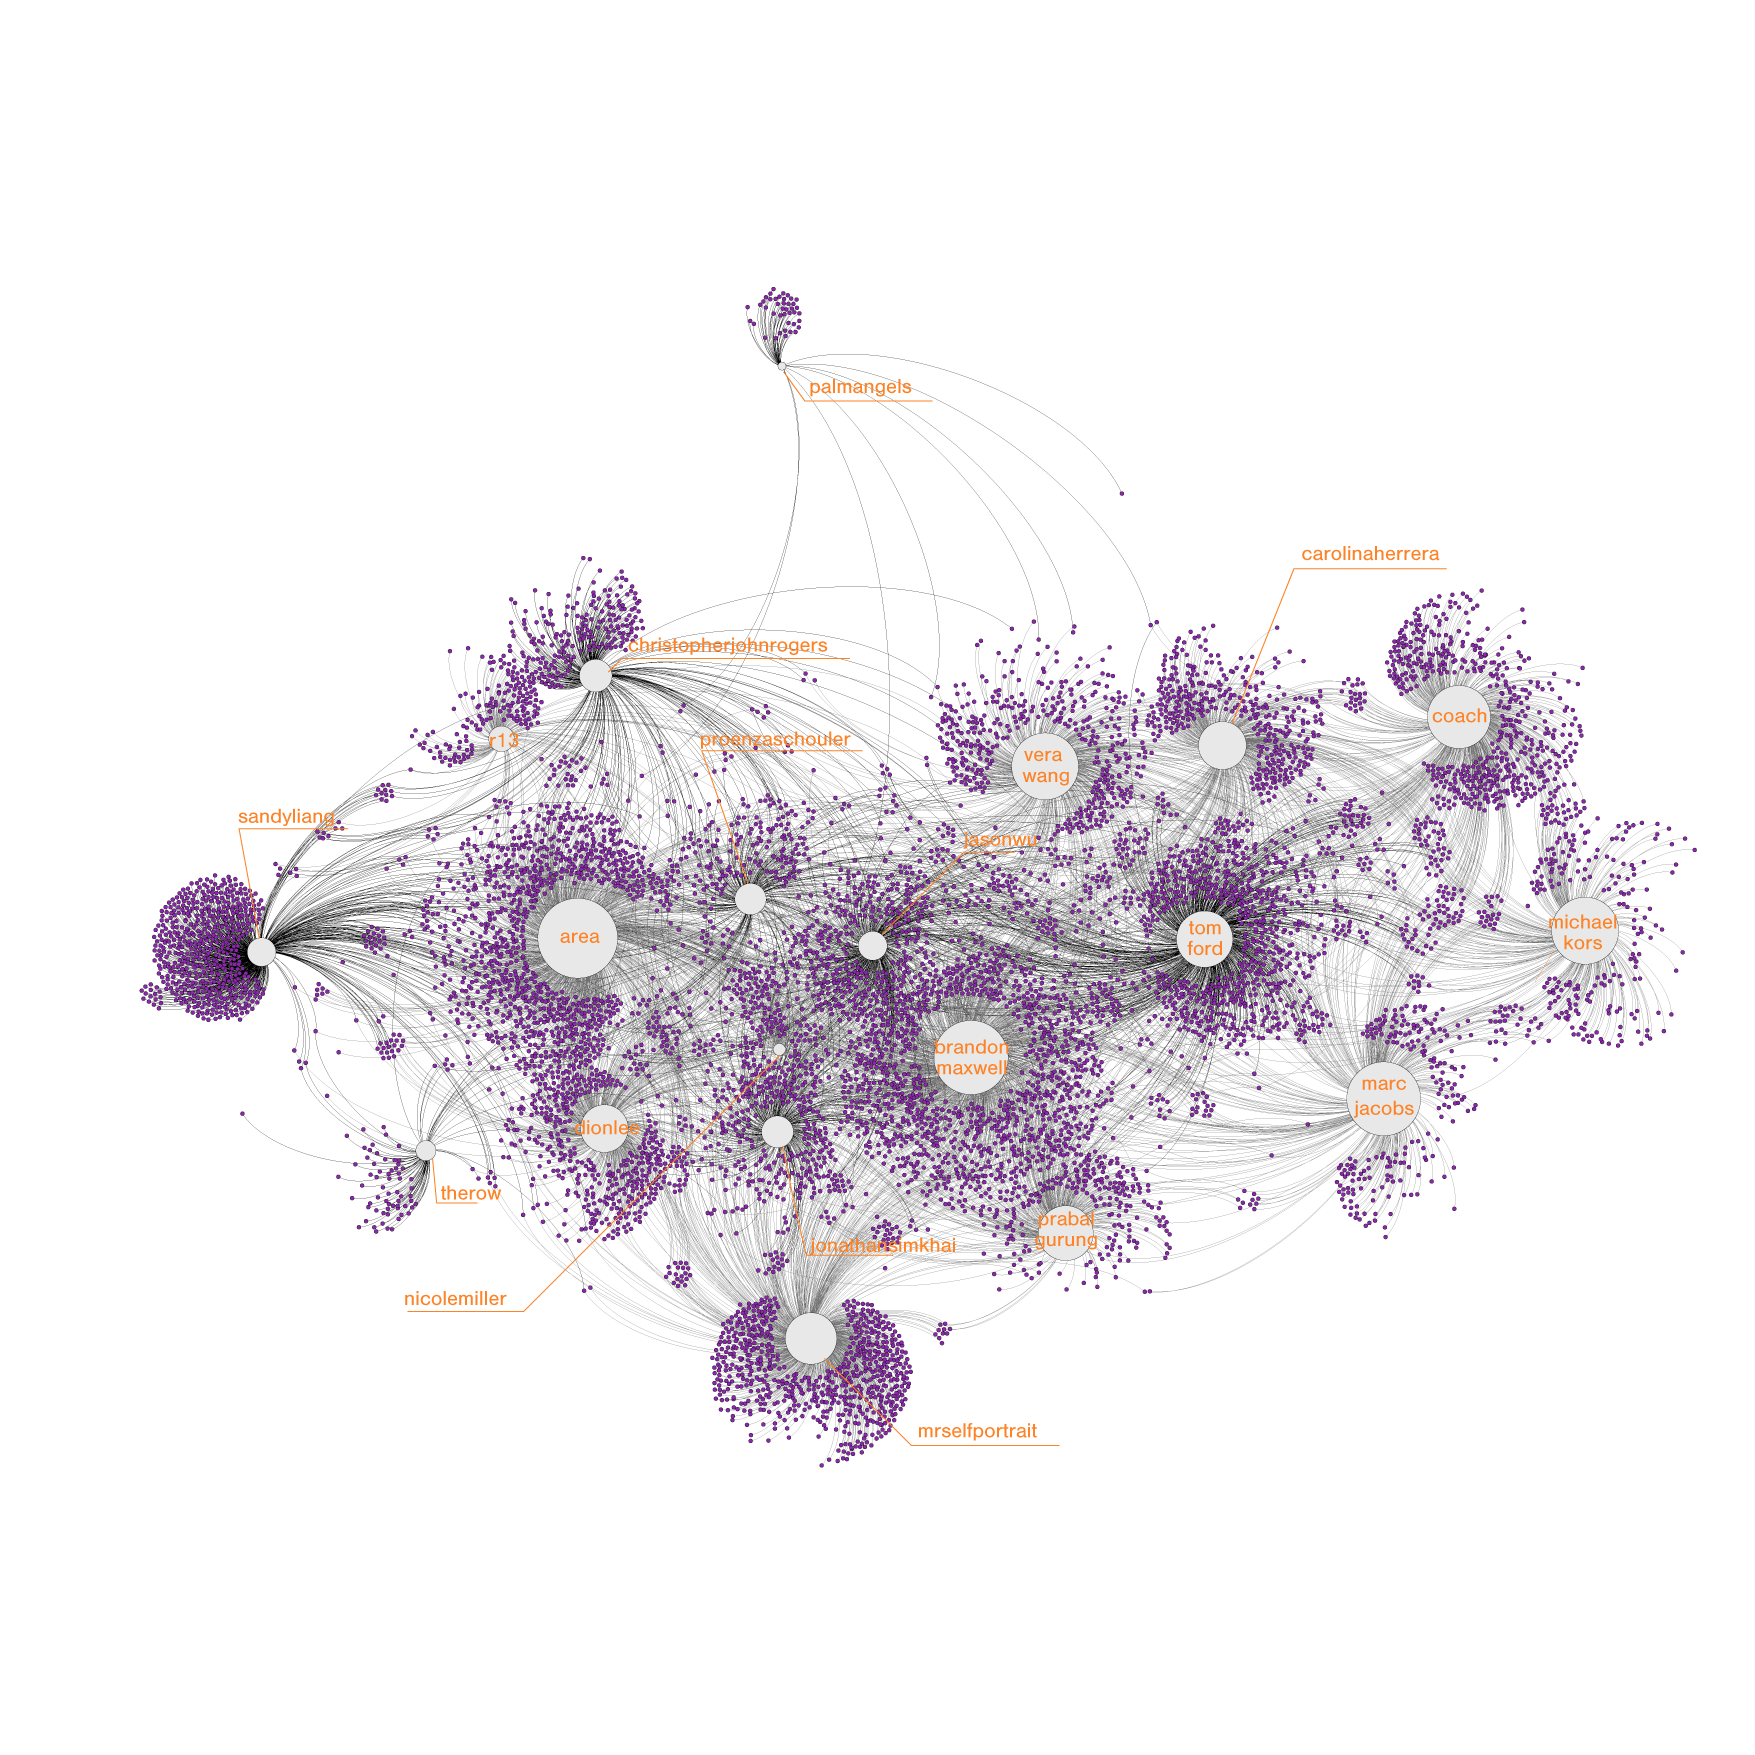 palmangels
carolinaherrera
christopherjohnrogers
coach
r13
proenzaschouler
vera
wang
sandyliang
jasonwu
area
tom
ford
michael
kors
brandon
maxwell
marc
jacobs
dionlee
therow
prabal
gurung
jonathansimkhai
nicolemiller
mrselfportrait